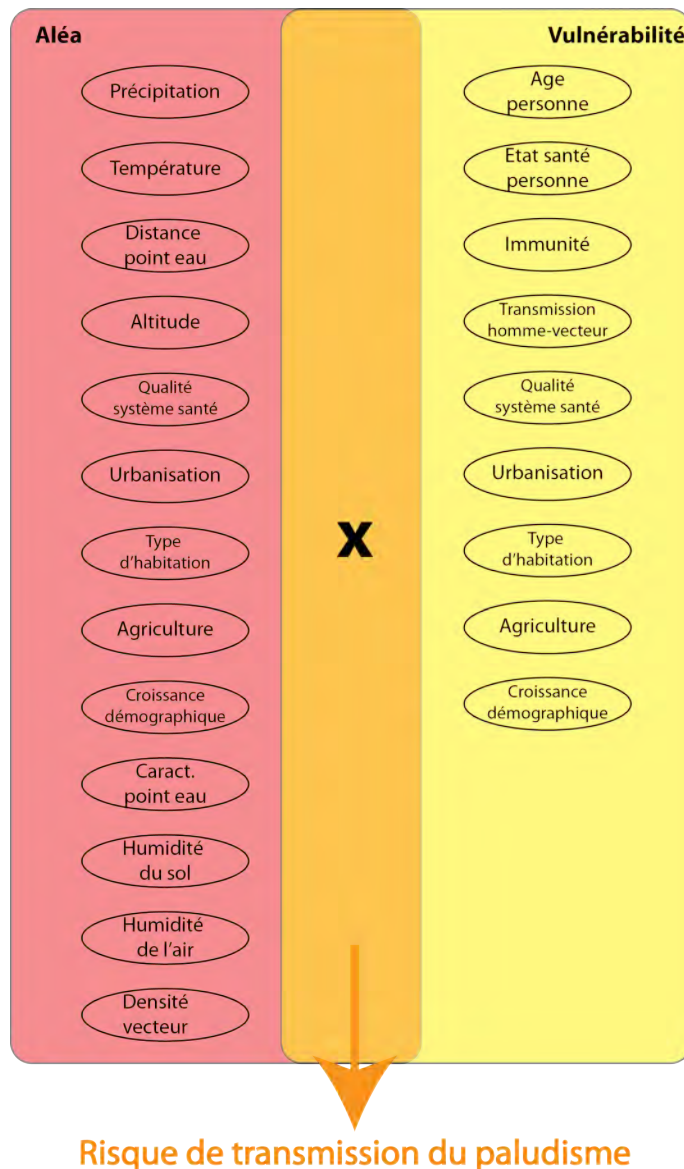 Aléa
Vulnérabilité
Précipitation
Température
Distance
point eau
Altitude
Qualité
système santé
Urbanisation
Type
d'habitation
Agriculture
Croissance
démographique
Caract.
point eau
Humidité
du sol
Humidité
de l'air
Densité
vecteur
X
Age
personne
Etat santé
personne
Immunité
Transmission
homme-vecteur
Qualité
système santé
Urbanisation
Type
d'habitation
Agriculture
Croissance
démographique
Risque de transmission du paludisme